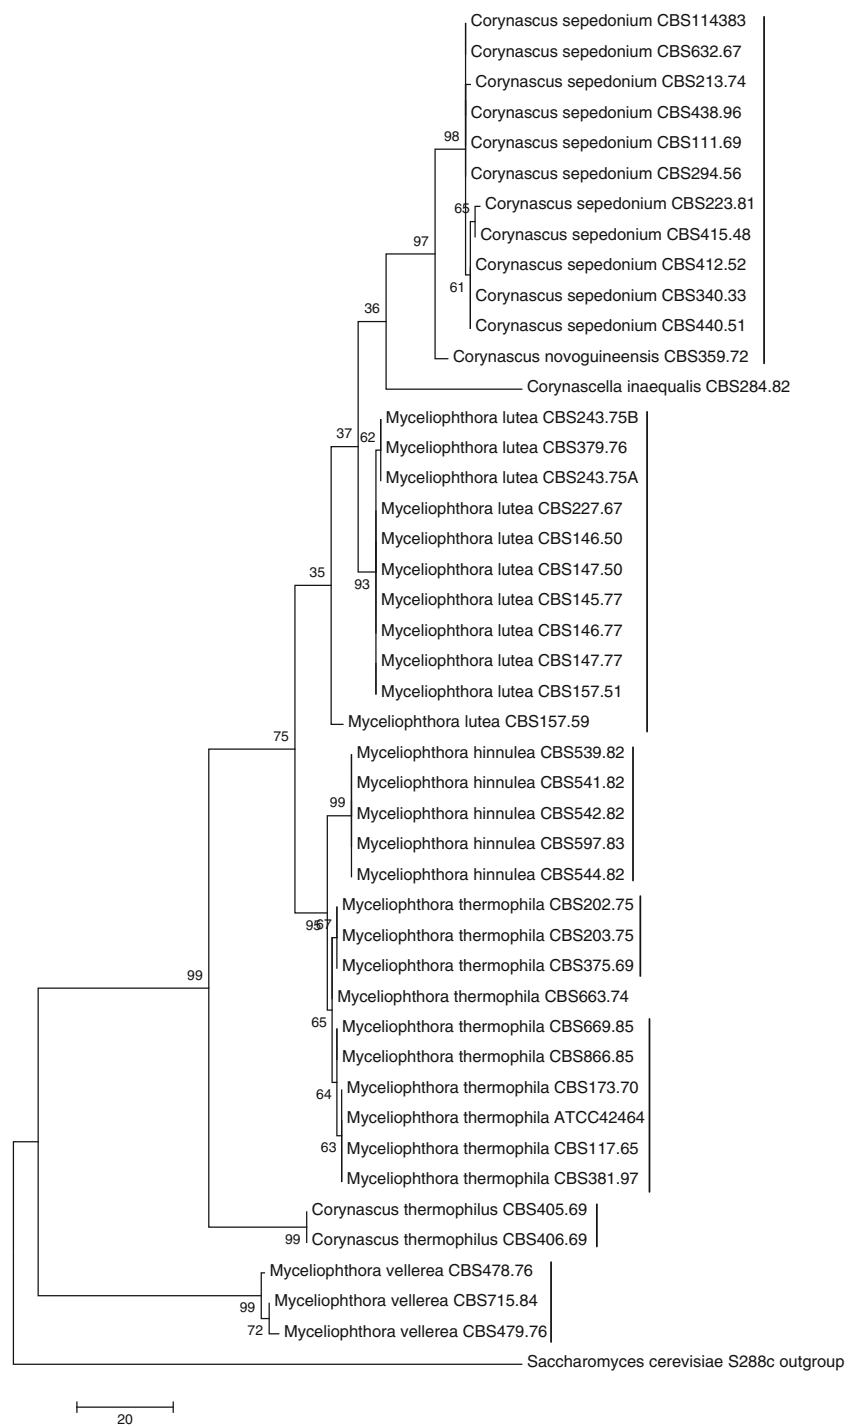 Corynascus sepedonium CBS114383
Corynascus sepedonium CBS632.67
Corynascus sepedonium CBS213.74
Corynascus sepedonium CBS438.96
98
Corynascus sepedonium CBS111.69
Corynascus sepedonium CBS294.56
65
Corynascus sepedonium CBS223.81
Corynascus sepedonium CBS415.48
97
Corynascus sepedonium CBS412.52
61
Corynascus sepedonium CBS340.33
36
Corynascus sepedonium CBS440.51
Corynascus novoguineensis CBS359.72
Corynascella inaequalis CBS284.82
Myceliophthora lutea CBS243.75B
37
62
Myceliophthora lutea CBS379.76
Myceliophthora lutea CBS243.75A
Myceliophthora lutea CBS227.67
Myceliophthora lutea CBS146.50
35
93
Myceliophthora lutea CBS147.50
Myceliophthora lutea CBS145.77
Myceliophthora lutea CBS146.77
Myceliophthora lutea CBS147.77
Myceliophthora lutea CBS157.51
Myceliophthora lutea CBS157.59
75
Myceliophthora hinnulea CBS539.82
Myceliophthora hinnulea CBS541.82
99
Myceliophthora hinnulea CBS542.82
Myceliophthora hinnulea CBS597.83
Myceliophthora hinnulea CBS544.82
Myceliophthora thermophila CBS202.75
95
67
Myceliophthora thermophila CBS203.75
Myceliophthora thermophila CBS375.69
99
Myceliophthora thermophila CBS663.74
65
Myceliophthora thermophila CBS669.85
Myceliophthora thermophila CBS866.85
64
Myceliophthora thermophila CBS173.70
Myceliophthora thermophila ATCC42464
63
Myceliophthora thermophila CBS117.65
Myceliophthora thermophila CBS381.97
Corynascus thermophilus CBS405.69
99
Corynascus thermophilus CBS406.69
Myceliophthora vellerea CBS478.76
99
Myceliophthora vellerea CBS715.84
72
Myceliophthora vellerea CBS479.76
Saccharomyces cerevisiae S288c outgroup
20